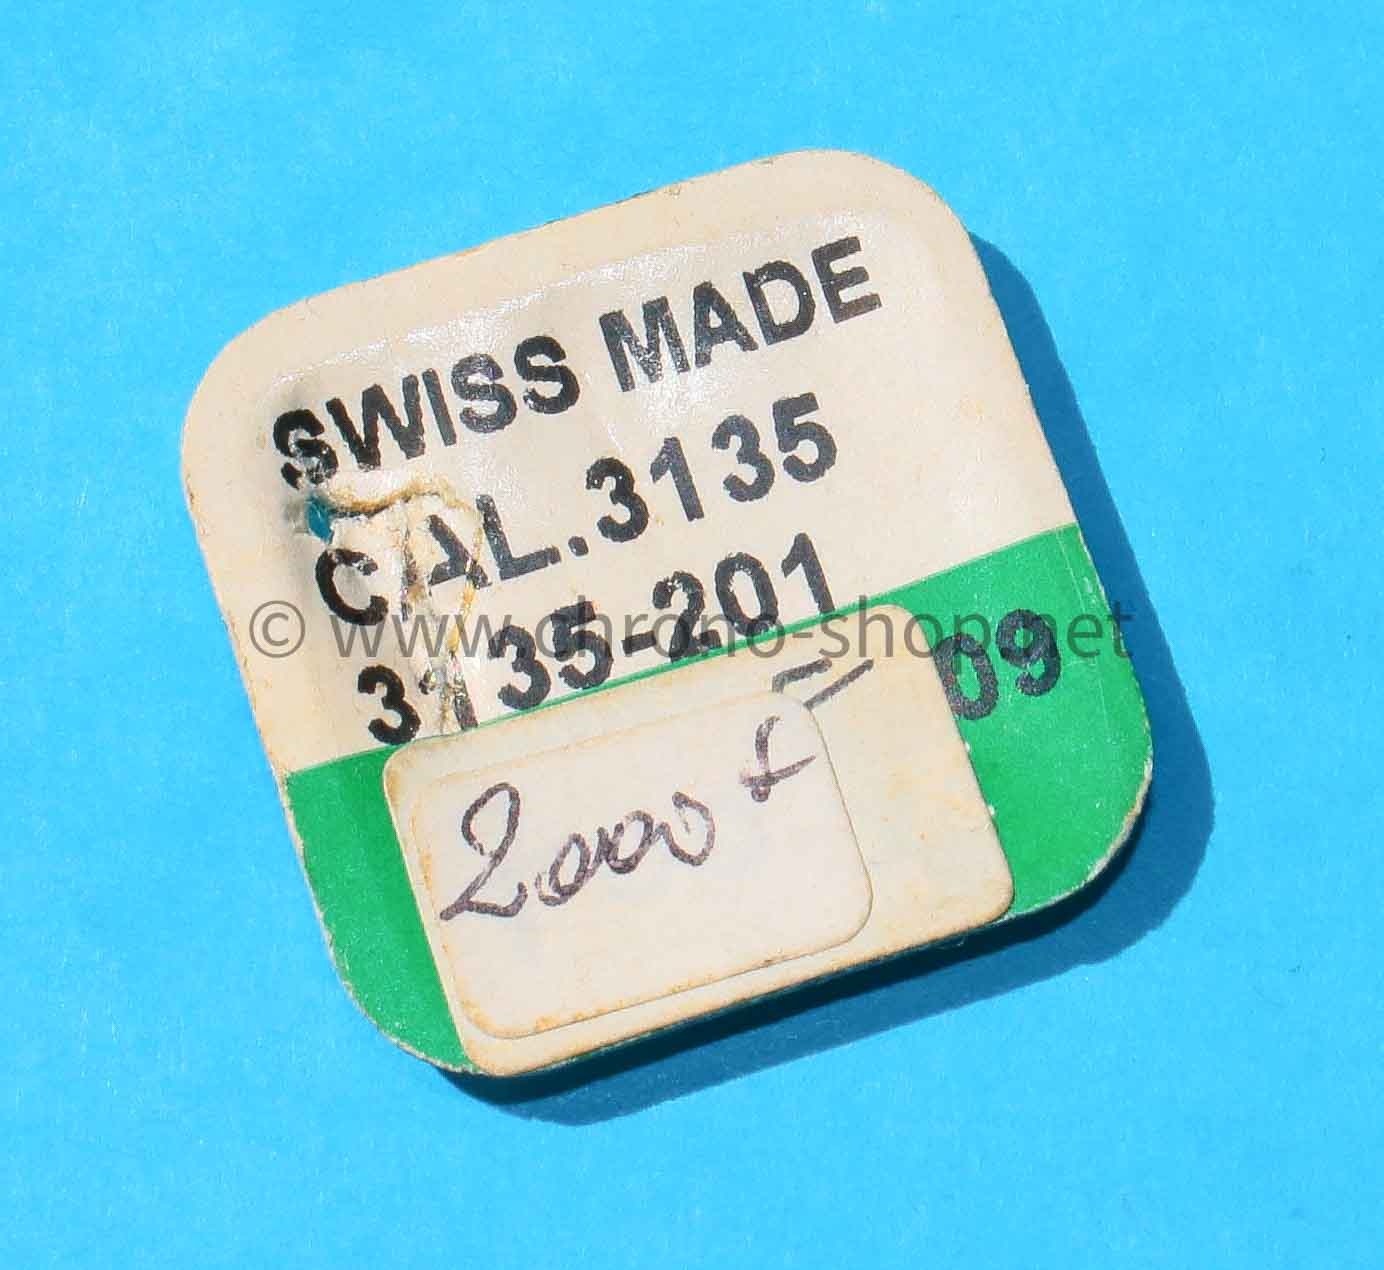 SWISS MADE
CAL.3135
3135-201
09
2000 F
© www.chrono-shop.net